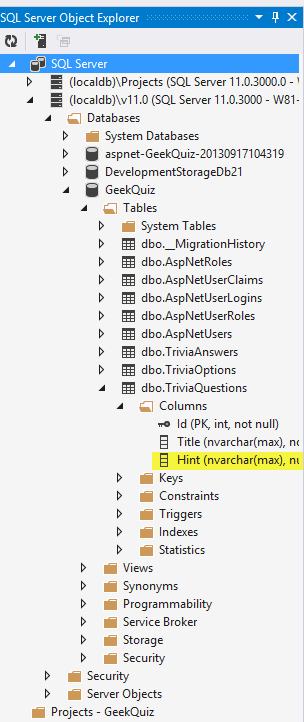 SQL Server Object Explorer
SQL Server
(localdb)\Projects (SQL Server 11.0.3000.0 -
(localdb)\v11.0 (SQL Server 11.0.3000 - W81-
Databases
System Databases
aspnet-GeekQuiz-20130917104319
DevelopmentStorageDb21
GeekQuiz
Tables
System Tables
dbo.__MigrationHistory
dbo.AspNetRoles
dbo.AspNetUserClaims
dbo.AspNetUserLogins
dbo.AspNetUserRoles
dbo.AspNetUsers
dbo.TriviaAnswers
dbo.TriviaOptions
dbo.TriviaQuestions
Columns
Id (PK, int, not null)
Title (nvarchar(max), no
Hint (nvarchar(max), nu
Keys
Constraints
Triggers
Indexes
Statistics
Views
Synonyms
Programmability
Service Broker
Storage
Security
Security
Server Objects
Projects - GeekQuiz